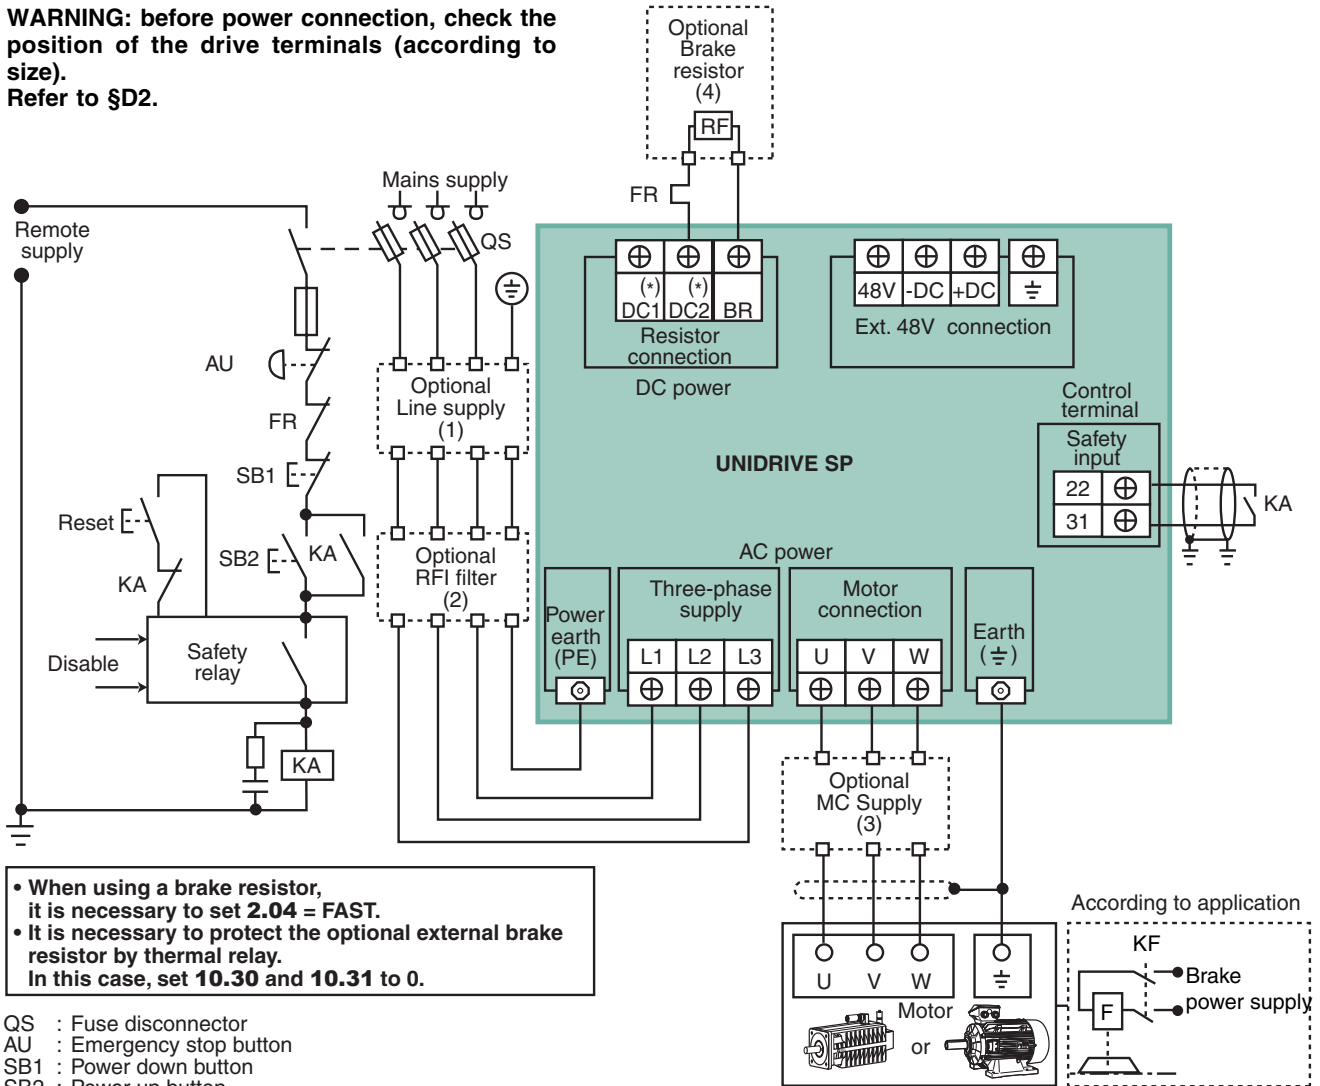 WARNING: before power connection, check the
position of the drive terminals (according to
size).
Refer to §D2.
Optional
Brake
resistor
(4)
RF
FR
Mains supply
QS
Remote
supply
AU
FR
SB1
Reset
SB2
KA
KA
Disable
Safety
relay
KA
Optional
Line supply
(1)
Optional
RFI filter
(2)
(*)
(*)
DC1
DC2
BR
Resistor
connection
DC power
48V
-DC
+DC
Ext. 48V connection
Control
terminal
Safety
input
22
31
KA
UNIDRIVE SP
AC power
Power
earth
(PE)
Three-phase
supply
L1
L2
L3
Motor
connection
U
V
W
Earth
( )
Optional
MC Supply
(3)
U
V
W
Motor
or
According to application
KF
Brake
power supply
F
• When using a brake resistor,
it is necessary to set 2.04 = FAST.
• It is necessary to protect the optional external brake
resistor by thermal relay.
In this case, set 10.30 and 10.31 to 0.
QS : Fuse disconnector
AU : Emergency stop button
SB1 : Power down button
SB2 : Power up button